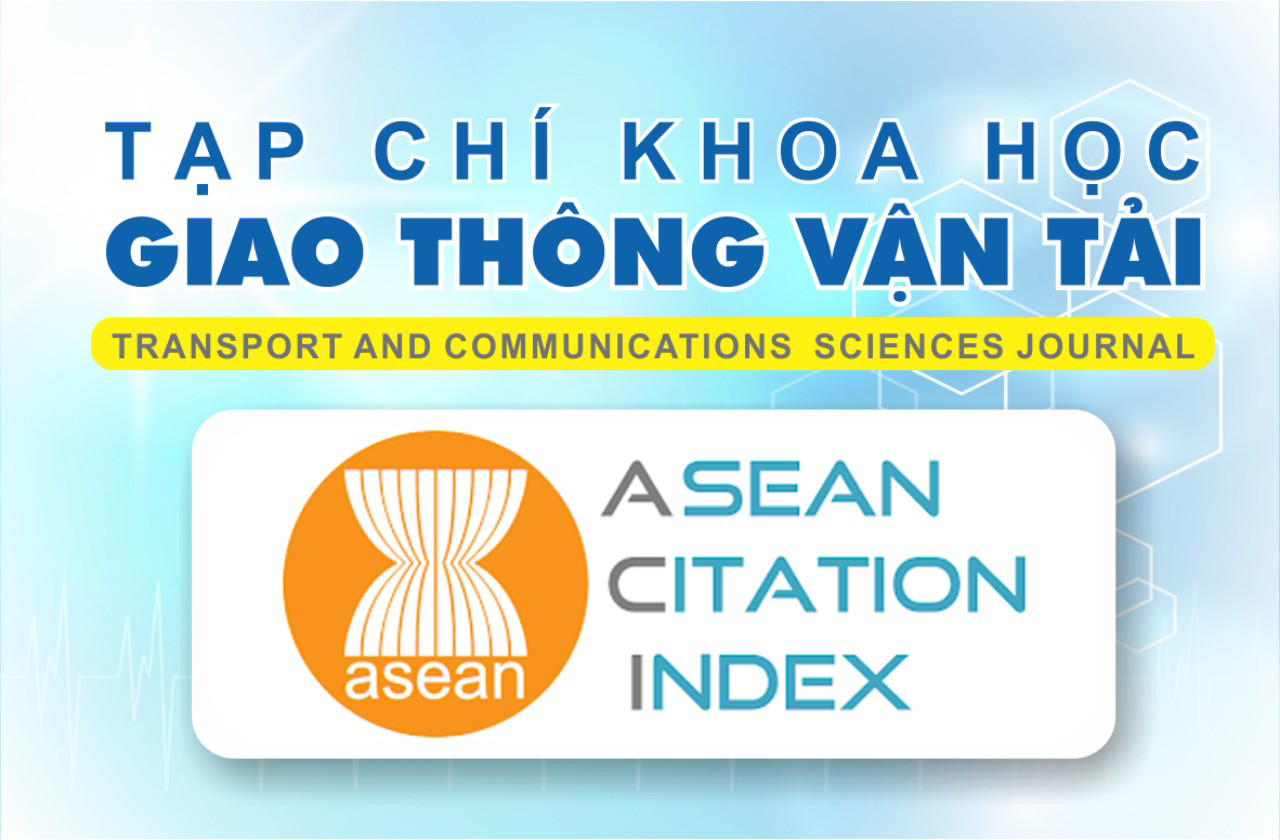 TẠP CHÍ KHOA HỌC
GIAO THÔNG VẬN TẢI
TRANSPORT AND COMMUNICATIONS SCIENCES JOURNAL
asean
ASEAN
CITATION
INDEX